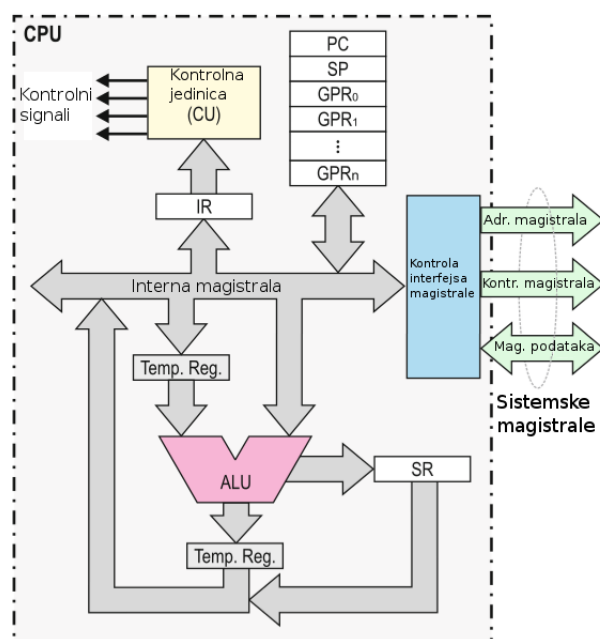 CPU
Kontrolni
signali
Kontrolna
jedinica
(CU)
PC
SP
GPR₀
GPR₁
⋮
GPRn
IR
Interna magistrala
Kontrola
interfejsa
magistrale
Adr. magistrala
Kontr. magistrala
Mag. podataka
Sistemske
magistrale
Temp. Reg.
ALU
SR
Temp. Reg.